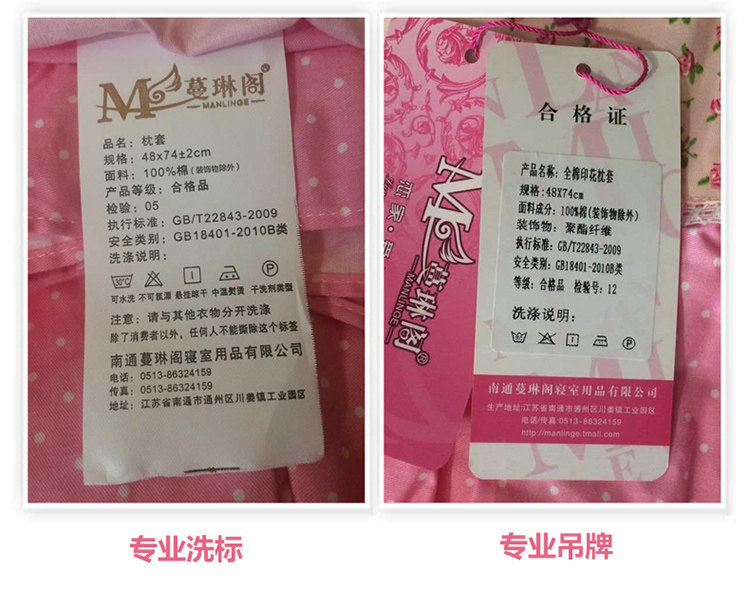 M 蔓琳阁®
MANLINGE
品名：枕套
规格：48x74±2cm
面料：100%棉(装饰物除外)
产品等级：合格品
检验：05
执行标准：GB/T22843-2009
安全类别：GB18401-2010B类
洗涤说明：
可水洗 不可氯漂 悬挂晾干 中温熨烫 干洗剂类型
注意：请与其他衣物分开洗涤
除了消费者以外，任何人不能撕除这个标签
南通蔓琳阁寝室用品有限公司
电话：0513-86324159
传真：0513-86324159
地址：江苏省南通市通州区川姜镇工业园区
专业洗标
M 蔓琳阁®
MANLINGE
恋家·
合格证
产品名称：全棉印花枕套
规格：48X74cm
面料成分：100%棉(装饰物除外)
装饰物：聚酯纤维
执行标准：GB/T22843-2009
安全类别：GB18401-2010B类
等级：合格品 检验号：12
洗涤说明：
P
南通蔓琳阁寝室用品有限公司
生产地址:江苏省南通市通州区川姜镇工业园区
电话/传真:0513-86324159
http://manlinge.tmall.com
专业吊牌